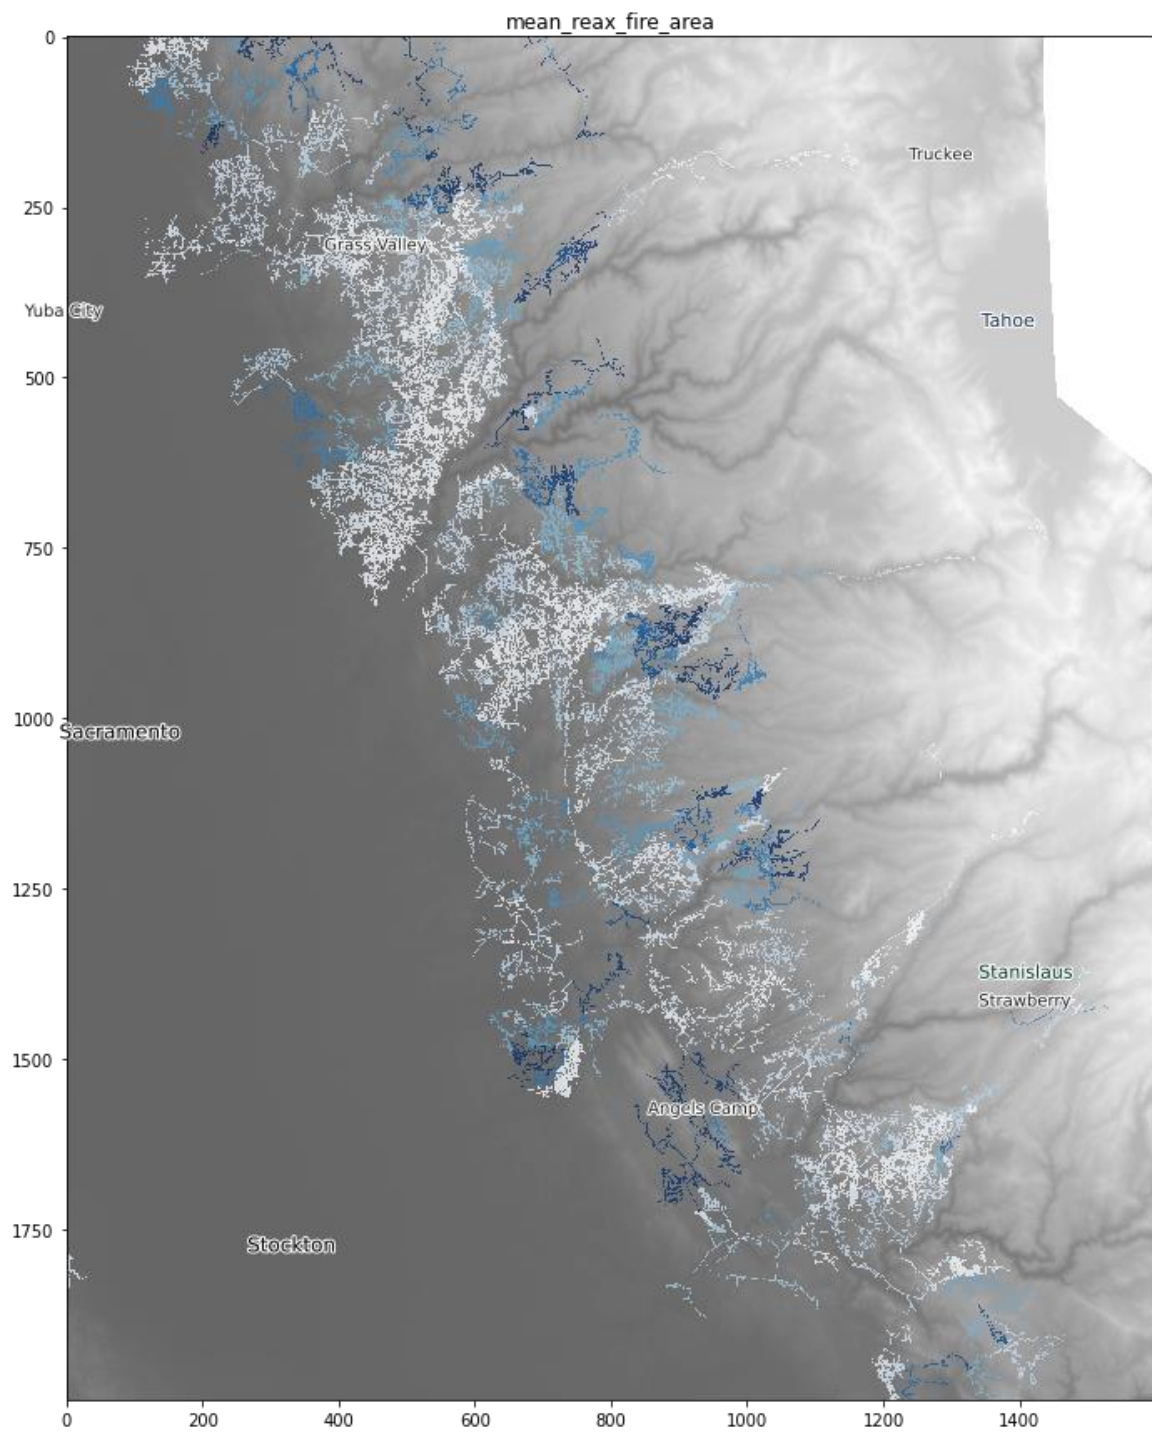 mean_reax_fire_area
0
Truckee
250
Grass Valley
Yuba City
Tahoe
500
750
1000
Sacramento
1250
Stanislaus
Strawberry
1500
Angels Camp
1750
Stockton
0 200 400 600 800 1000 1200 1400